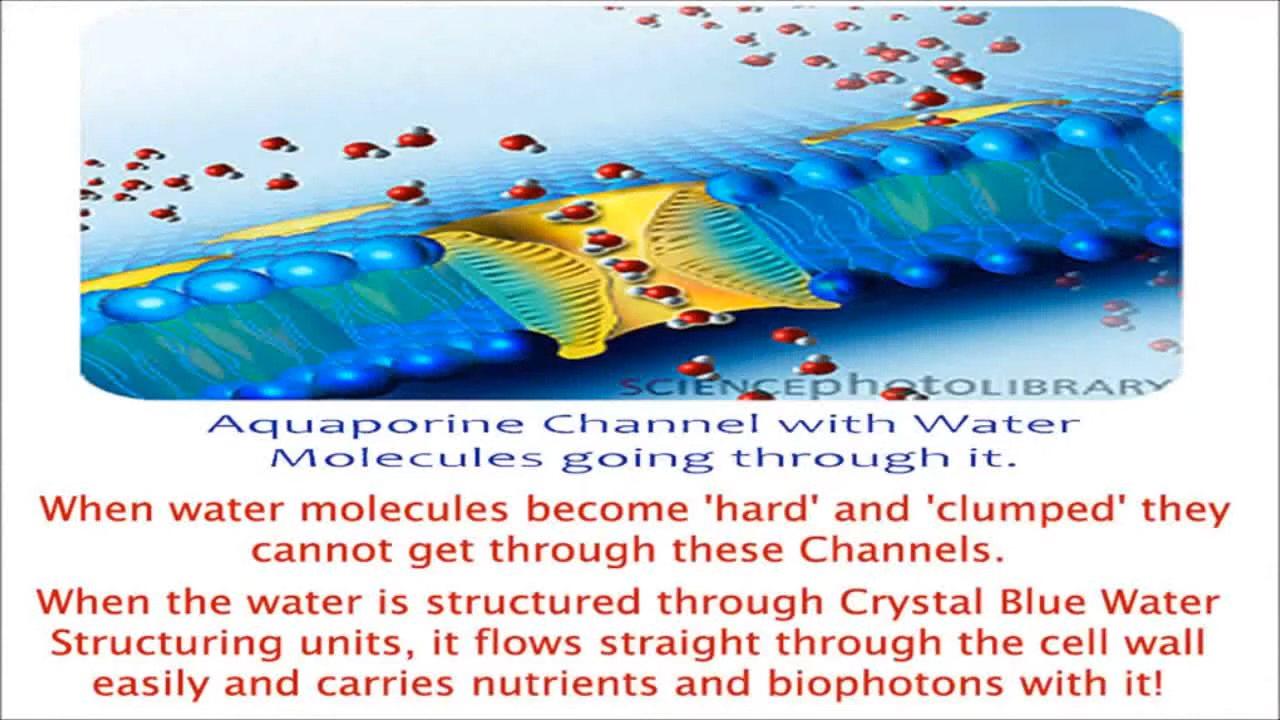 SCIENCEphotoLIBRARY
Aquaporine Channel with Water
Molecules going through it.
When water molecules become 'hard' and 'clumped' they
cannot get through these Channels.
When the water is structured through Crystal Blue Water
Structuring units, it flows straight through the cell wall
easily and carries nutrients and biophotons with it!